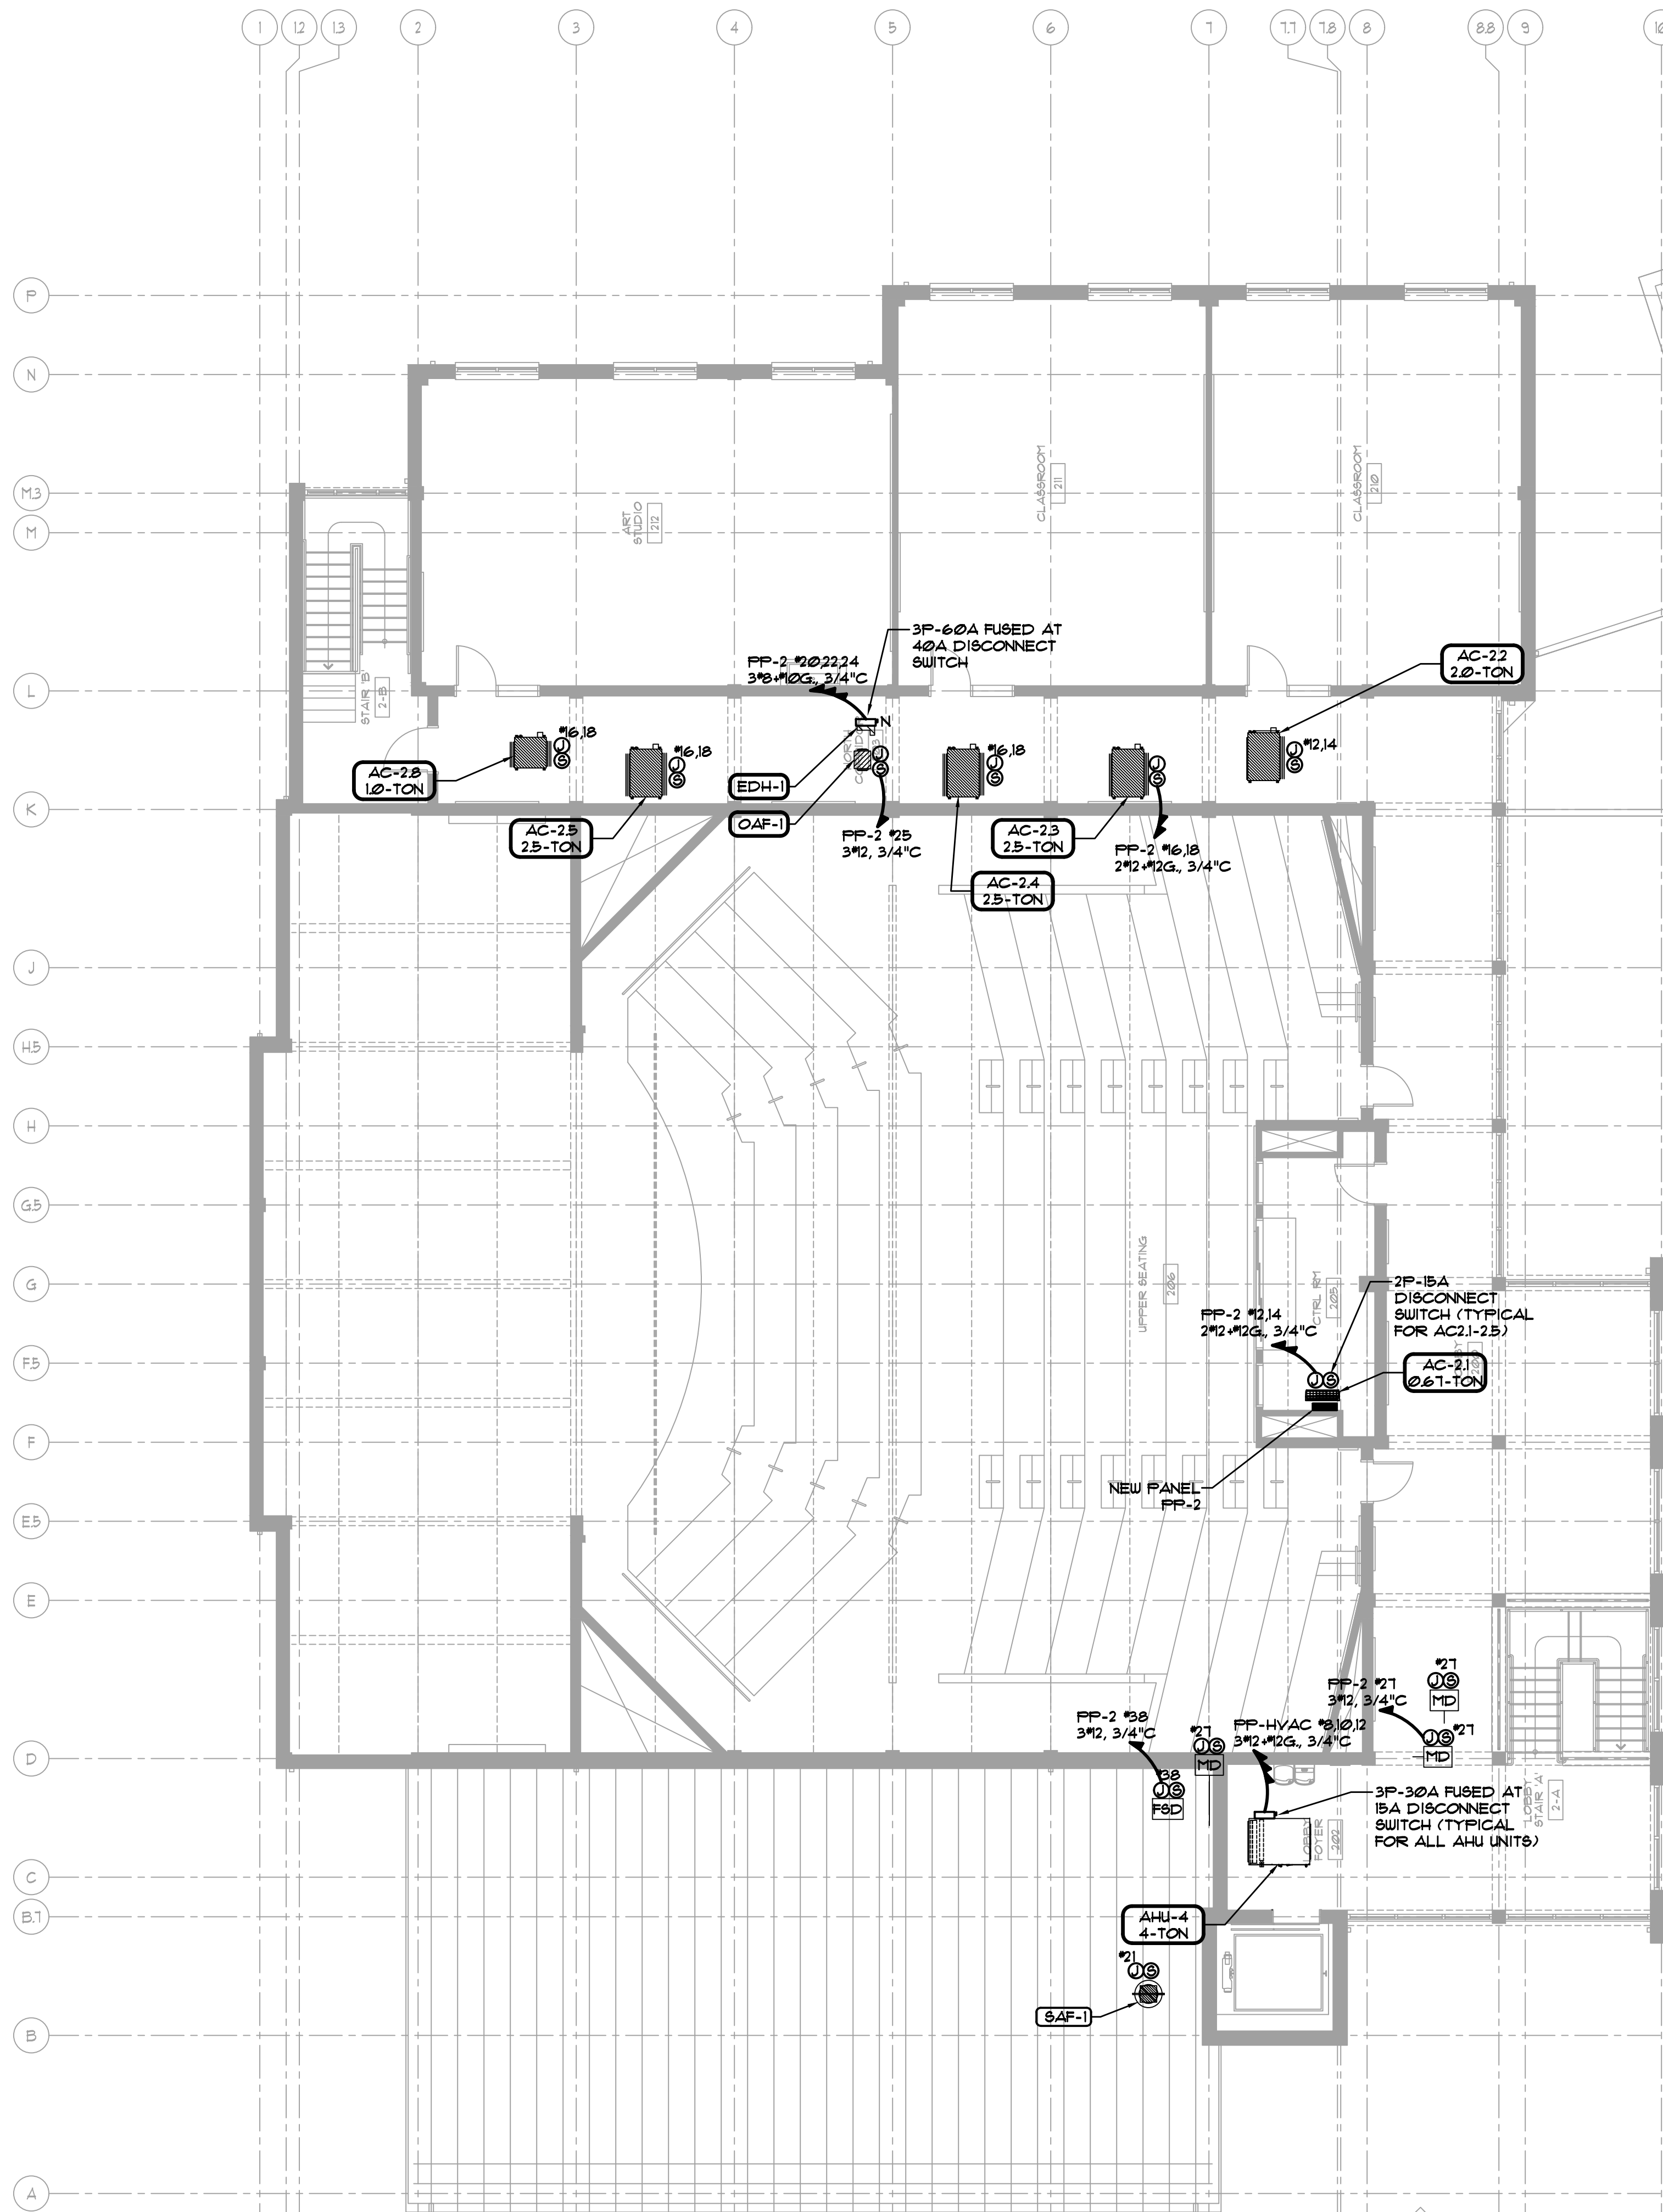 1
1.2
1.3
2
3
4
5
6
7
7.7
7.8
8
8.8
9
P
N
M.3
M
L
K
J
H.5
H
G.5
G
F.5
F
E.5
E
D
C
B.7
B
A
CLASSROOM
211
CLASSROOM
210
ART
STUDIO
212
STAIR 'B'
2-B
3P-60A FUSED AT
40A DISCONNECT
SWITCH
PP-2 #20,22,24
3#8+#10G., 3/4"C
N
AC-2.2
2.0-TON
#16,18
J
S
AC-2.8
1.0-TON
#16,18
J
S
AC-2.5
2.5-TON
EDH-1
OAF-1
J
S
PP-2 #25
3#12, 3/4"C
#16,18
J
S
AC-2.4
2.5-TON
J
S
AC-2.3
2.5-TON
PP-2 #16,18
2#12+#12G., 3/4"C
#12,14
J
S
UPPER SEATING
206
CTRL RM
205
2P-15A
DISCONNECT
SWITCH (TYPICAL
FOR AC2.1-2.5)
PP-2 #12,14
2#12+#12G., 3/4"C
J S
AC-2.1
0.67-TON
NEW PANEL
PP-2
#27
J S
MD
PP-2 #27
3#12, 3/4"C
J S #27
MD
PP-2 #38
3#12, 3/4"C
#38
J S
FSD
#27
J S
MD
PP-HVAC #8,10,12
3#12+#12G., 3/4"C
3P-30A FUSED AT
15A DISCONNECT
SWITCH (TYPICAL
FOR ALL AHU UNITS)
LOBBY
FOYER
202
LOBBY
STAIR 'A'
2-A
AHU-4
4-TON
#21
J S
SAF-1